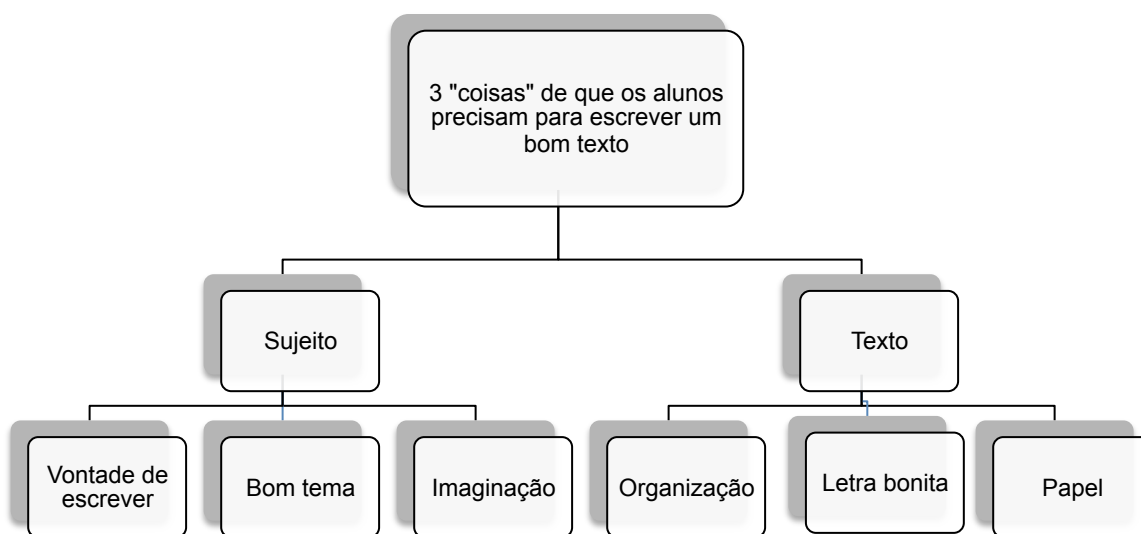 3 "coisas" de que os alunos
precisam para escrever um
bom texto
Sujeito
Texto
Vontade de
escrever
Bom tema
Imaginação
Organização
Letra bonita
Papel